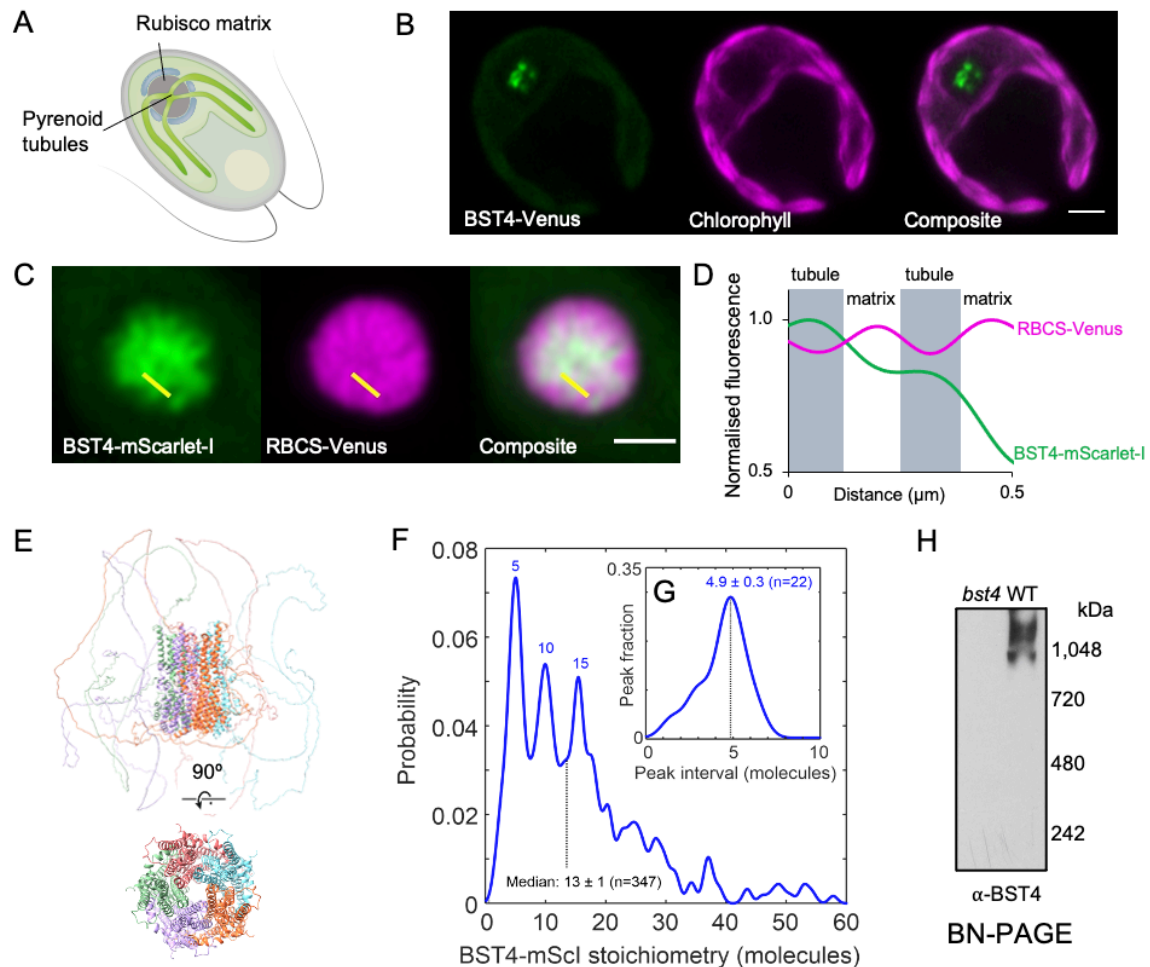 A
Rubisco matrix
Pyrenoid
tubules
B
BST4-Venus
Chlorophyll
Composite
C
BST4-mScarlet-I
RBCS-Venus
Composite
D
tubule
tubule
matrix
matrix
1.0
RBCS-Venus
BST4-mScarlet-I
0.5
0
0.5
Distance (µm)
Normalised fluorescence
E
90º
F
0.08
0.06
0.04
0.02
0
Probability
5
10
15
Median: 13 ± 1 (n=347)
0 10 20 30 40 50 60
BST4-mScI stoichiometry (molecules)
G
0.35
4.9 ± 0.3 (n=22)
Peak fraction
0
0 5 10
Peak interval (molecules)
H
bst4 WT
kDa
1,048
720
480
242
α-BST4
BN-PAGE